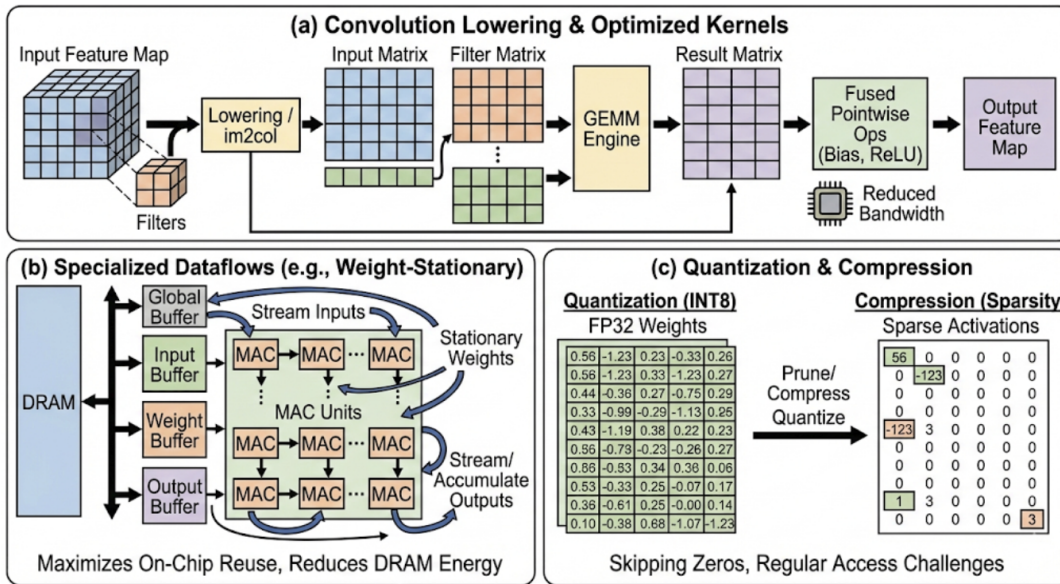 (a) Convolution Lowering & Optimized Kernels
Input Feature Map
Input Matrix
Filter Matrix
Result Matrix
Lowering /
im2col
GEMM
Engine
Fused
Pointwise
Ops
(Bias, ReLU)
Output
Feature
Map
Filters
Reduced
Bandwidth
(b) Specialized Dataflows (e.g., Weight-Stationary)
DRAM
Global
Buffer
Input
Buffer
Weight
Buffer
Output
Buffer
Stream Inputs
MAC MAC ... MAC
MAC Units
MAC MAC ... MAC
MAC MAC ... MAC
Stationary
Weights
Stream/
Accumulate
Outputs
Maximizes On-Chip Reuse, Reduces DRAM Energy
(c) Quantization & Compression
Quantization (INT8)
FP32 Weights
0.56 -1.23 0.23 -0.33 0.26
0.56 -1.23 0.33 -1.23 0.27
0.44 -0.36 0.27 -0.75 0.29
0.33 -0.99 -0.29 -1.13 0.25
0.43 -1.19 0.38 0.22 0.23
0.56 -0.73 -0.23 -0.26 0.27
0.66 -0.53 0.34 0.36 0.06
0.53 -0.33 0.25 -0.07 0.17
0.36 -0.61 0.25 -0.00 0.14
0.10 -0.38 0.68 -1.07 -1.23
Prune/
Compress
Quantize
Compression (Sparsity
Sparse Activations
56 0 0 0 0 0
0 -123 0 0 0 0
0 0 0 0 0 0
0 0 0 0 0 0
-123 3 0 0 0 0
0 0 0 0 0 0
0 0 0 0 0 0
0 0 0 0 0 0
1 3 0 0 0 0
0 0 0 0 0 3
Skipping Zeros, Regular Access Challenges